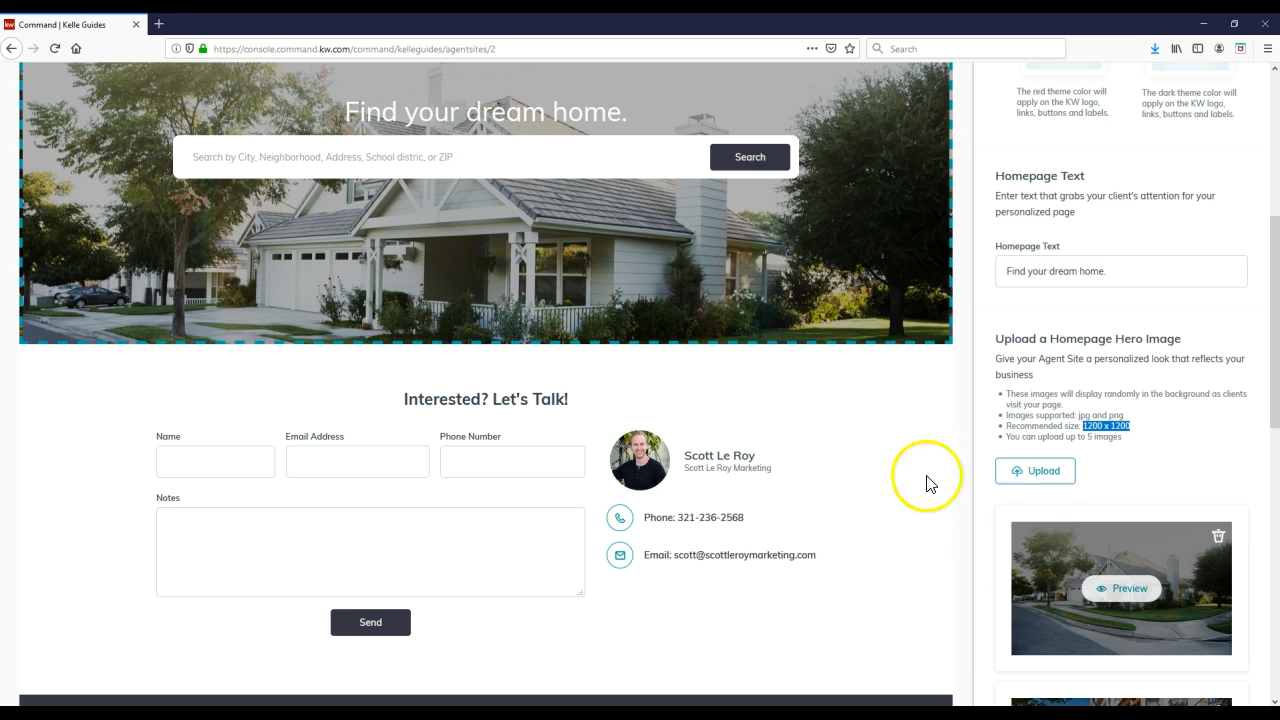 kw Command | Kelle Guides
https://console.command.kw.com/command/kelleguides/agentsites/2
Search
Find your dream home.
Search by City, Neighborhood, Address, School distric, or ZIP
Search
Interested? Let's Talk!
Name
Email Address
Phone Number
Notes
Send
Scott Le Roy
Scott Le Roy Marketing
Phone: 321-236-2568
Email: scott@scottleroymarketing.com
The red theme color will
apply on the KW logo,
links, buttons and labels.
The dark theme color will
apply on the KW logo,
links, buttons and labels.
Homepage Text
Enter text that grabs your client's attention for your
personalized page
Homepage Text
Find your dream home.
Upload a Homepage Hero Image
Give your Agent Site a personalized look that reflects your
business
• These images will display randomly in the background as clients
visit your page.
• Images supported: jpg and png
• Recommended size: 1200 x 1200
• You can upload up to 5 images
Upload
Preview